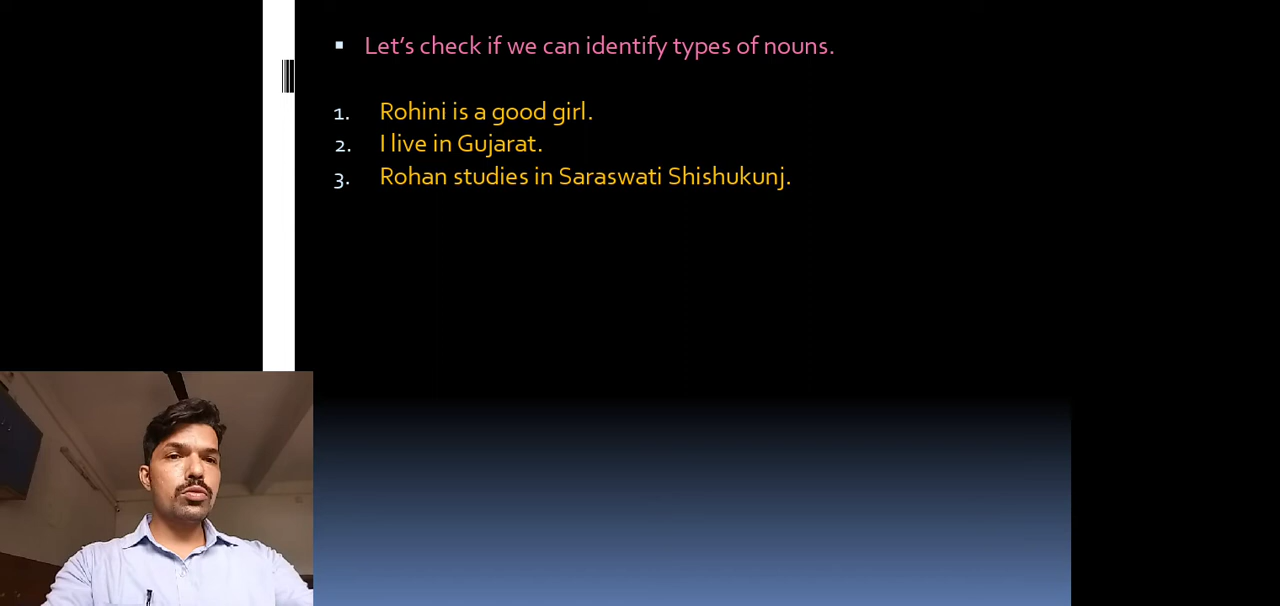 Let's check if we can identify types of nouns.
1. Rohini is a good girl.
2. I live in Gujarat.
3. Rohan studies in Saraswati Shishukunj.